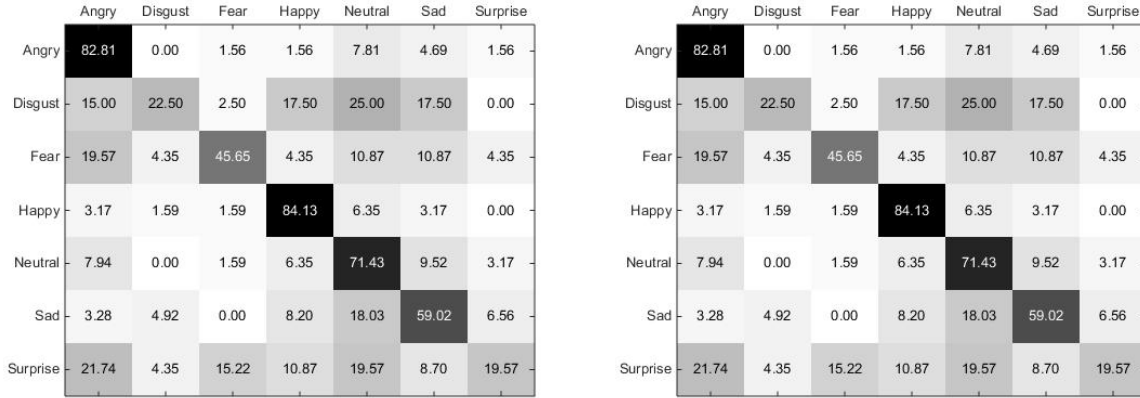 Angry Disgust Fear Happy Neutral Sad Surprise
Angry 82.81 0.00 1.56 1.56 7.81 4.69 1.56
Disgust 15.00 22.50 2.50 17.50 25.00 17.50 0.00
Fear 19.57 4.35 45.65 4.35 10.87 10.87 4.35
Happy 3.17 1.59 1.59 84.13 6.35 3.17 0.00
Neutral 7.94 0.00 1.59 6.35 71.43 9.52 3.17
Sad 3.28 4.92 0.00 8.20 18.03 59.02 6.56
Surprise 21.74 4.35 15.22 10.87 19.57 8.70 19.57
Angry Disgust Fear Happy Neutral Sad Surprise
Angry 82.81 0.00 1.56 1.56 7.81 4.69 1.56
Disgust 15.00 22.50 2.50 17.50 25.00 17.50 0.00
Fear 19.57 4.35 45.65 4.35 10.87 10.87 4.35
Happy 3.17 1.59 1.59 84.13 6.35 3.17 0.00
Neutral 7.94 0.00 1.59 6.35 71.43 9.52 3.17
Sad 3.28 4.92 0.00 8.20 18.03 59.02 6.56
Surprise 21.74 4.35 15.22 10.87 19.57 8.70 19.57